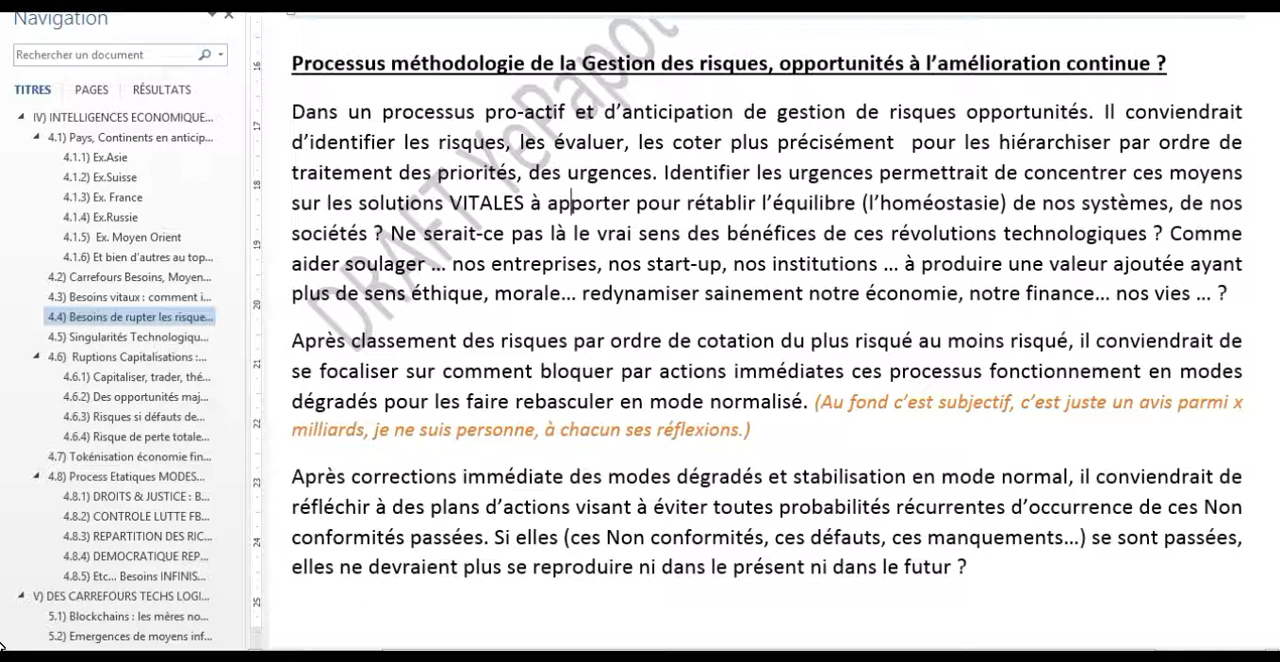 Navigation
Rechercher un document
TITRES PAGES RÉSULTATS
IV) INTELLIGENCES ECONOMIQUE...
4.1) Pays, Continents en anticip...
4.1.1) Ex.Asie
4.1.2) Ex.Suisse
4.1.3) Ex. France
4.1.4) Ex.Russie
4.1.5) Ex. Moyen Orient
4.1.6) Et bien d'autres au top...
4.2) Carrefours Besoins, Moyen...
4.3) Besoins vitaux : comment i...
4.4) Besoins de rupter les risque...
4.5) Singularités Technologiqu...
4.6) Ruptions Capitalisations :...
4.6.1) Capitaliser, trader, thé...
4.6.2) Des opportunités maj...
4.6.3) Risques si défauts de...
4.6.4) Risque de perte totale...
4.7) Tokénisation économie fin...
4.8) Process Etatiques MODES...
4.8.1) DROITS & JUSTICE : B...
4.8.2) CONTROLE LUTTE FB...
4.8.3) REPARTITION DES RIC...
4.8.4) DEMOCRATIQUE REP...
4.8.5) Etc... Besoins INFINIS...
V) DES CARREFOURS TECHS LOGI...
5.1) Blockchains : les mères no...
5.2) Emergences de moyens inf...
16
17
18
19
20
21
22
23
24
25
Processus méthodologie de la Gestion des risques, opportunités à l'amélioration continue ?
Dans un processus pro-actif et d'anticipation de gestion de risques opportunités. Il conviendrait
d'identifier les risques, les évaluer, les coter plus précisément pour les hiérarchiser par ordre de
traitement des priorités, des urgences. Identifier les urgences permettrait de concentrer ces moyens
sur les solutions VITALES à apporter pour rétablir l'équilibre (l'homéostasie) de nos systèmes, de nos
sociétés ? Ne serait-ce pas là le vrai sens des bénéfices de ces révolutions technologiques ? Comme
aider soulager ... nos entreprises, nos start-up, nos institutions ... à produire une valeur ajoutée ayant
plus de sens éthique, morale... redynamiser sainement notre économie, notre finance... nos vies ... ?
Après classement des risques par ordre de cotation du plus risqué au moins risqué, il conviendrait de
se focaliser sur comment bloquer par actions immédiates ces processus fonctionnement en modes
dégradés pour les faire rebasculer en mode normalisé. (Au fond c'est subjectif, c'est juste un avis parmi x
milliards, je ne suis personne, à chacun ses réflexions.)
Après corrections immédiate des modes dégradés et stabilisation en mode normal, il conviendrait de
réfléchir à des plans d'actions visant à éviter toutes probabilités récurrentes d'occurrence de ces Non
conformités passées. Si elles (ces Non conformités, ces défauts, ces manquements...) se sont passées,
elles ne devraient plus se reproduire ni dans le présent ni dans le futur ?
DRAFT YePapot